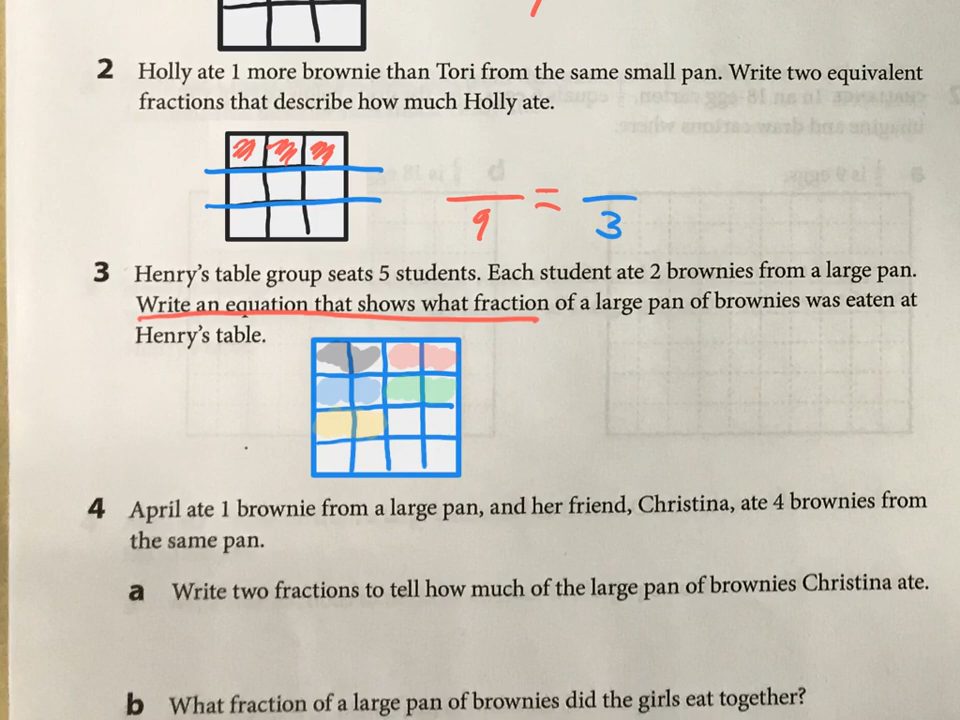 2 Holly ate 1 more brownie than Tori from the same small pan. Write two equivalent
fractions that describe how much Holly ate.
9 = 3
3 Henry's table group seats 5 students. Each student ate 2 brownies from a large pan.
Write an equation that shows what fraction of a large pan of brownies was eaten at
Henry's table.
4 April ate 1 brownie from a large pan, and her friend, Christina, ate 4 brownies from
the same pan.
a Write two fractions to tell how much of the large pan of brownies Christina ate.
b What fraction of a large pan of brownies did the girls eat together?